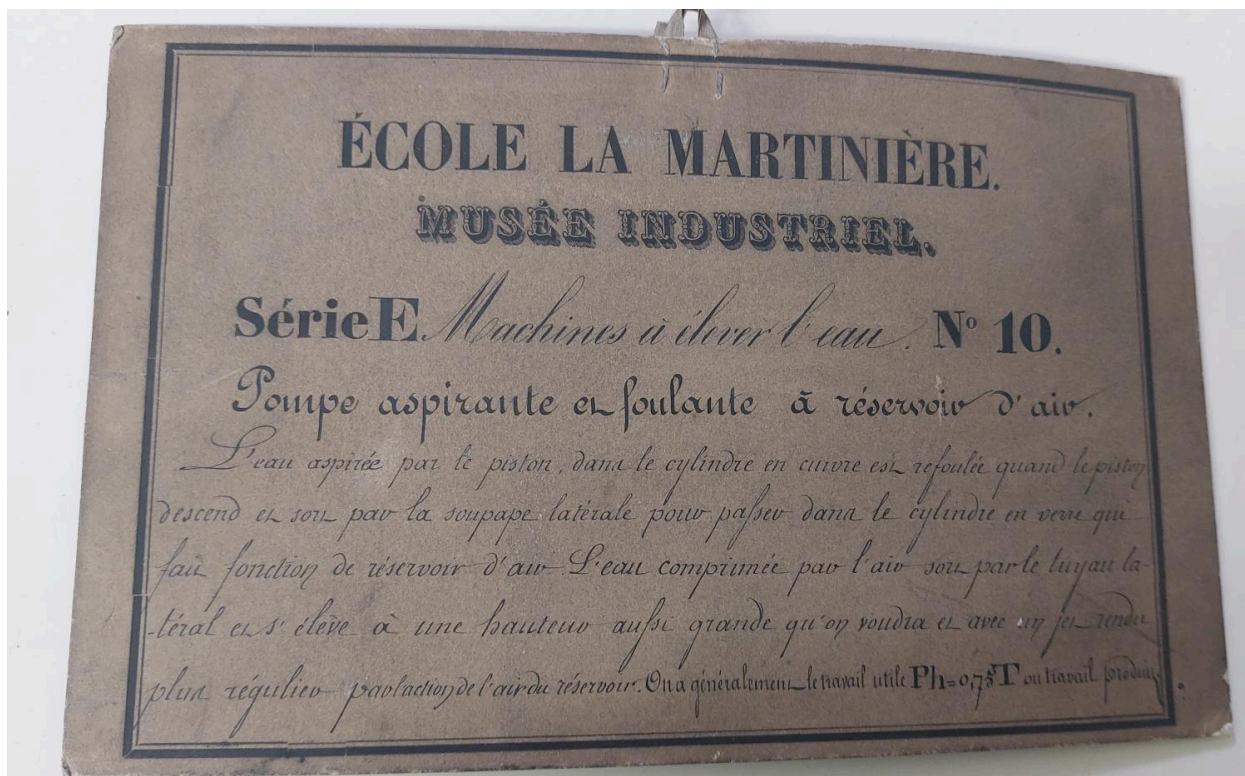 ÉCOLE LA MARTINIÈRE.
MUSÉE INDUSTRIEL.
Série E. Machines à élever l'eau. Nº 10.
Pompe aspirante et foulante à réservoir d'air.
L'eau aspirée par le piston, dans le cylindre en cuivre est refoulée quand le piston
descend et sort par la soupape latérale pour passer dans le cylindre en verre qui
fait fonction de réservoir d'air. L'eau comprimée par l'air sort par le tuyau la-
-téral et s'élève à une hauteur aussi grande qu'on voudra et avec un jet rendu
plus régulier par l'action de l'air du réservoir. On a généralement le travail utile Ph=0,75T ou travail produit.